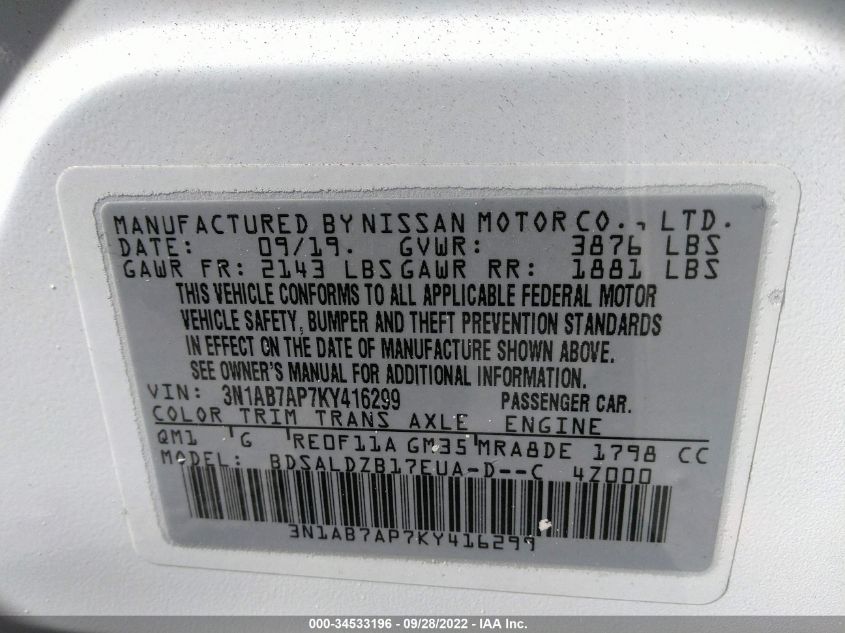 MANUFACTURED BY NISSAN MOTOR CO., LTD.
DATE: 09/19. GVWR: 3876 LBS
GAWR FR: 2143 LBS GAWR RR: 1881 LBS
THIS VEHICLE CONFORMS TO ALL APPLICABLE FEDERAL MOTOR
VEHICLE SAFETY, BUMPER AND THEFT PREVENTION STANDARDS
IN EFFECT ON THE DATE OF MANUFACTURE SHOWN ABOVE.
SEE OWNER'S MANUAL FOR ADDITIONAL INFORMATION.
VIN: 3N1AB7AP7KY416299 PASSENGER CAR.
COLOR TRIM TRANS AXLE ENGINE
QM1 G RE0F11A GM35 MRA8DE 1798 CC
MODEL: BDSALDZB17EUA-D--C 4Z000
3N1AB7AP7KY416299
000-34533196 - 09/28/2022 - IAA Inc.